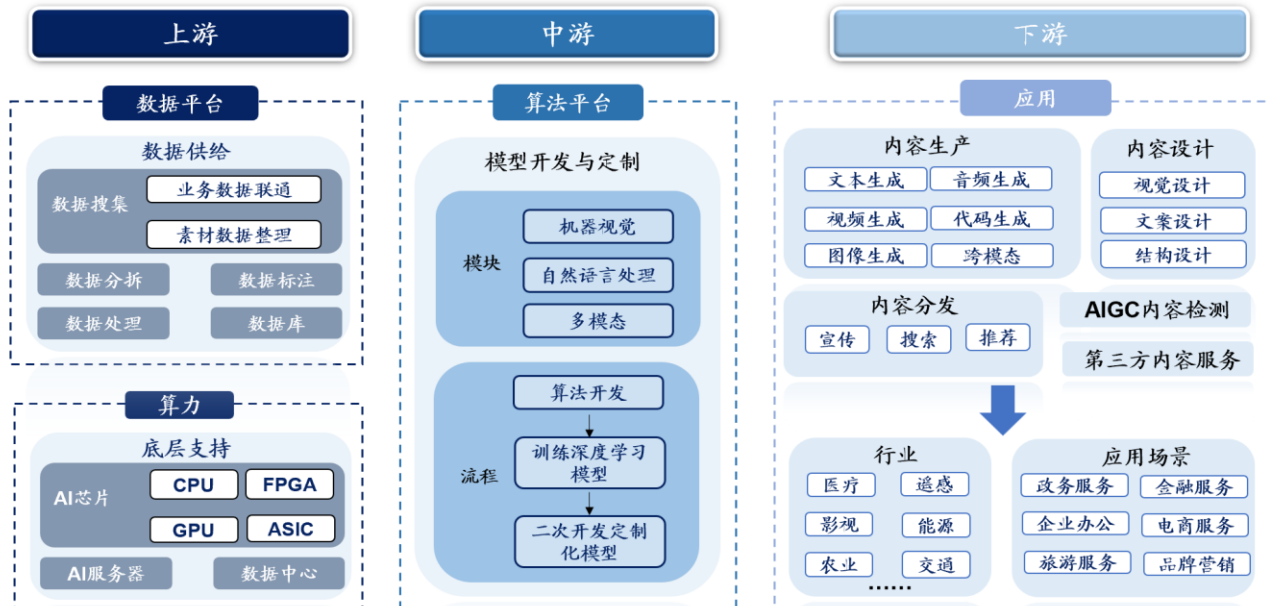 上游
中游
下游
数据平台
数据供给
数据搜集
业务数据联通
素材数据整理
数据分拆
数据标注
数据处理
数据库
算力
底层支持
AI芯片
CPU
FPGA
GPU
ASIC
AI服务器
数据中心
算法平台
模型开发与定制
模块
机器视觉
自然语言处理
多模态
流程
算法开发
训练深度学习
模型
二次开发定制
化模型
应用
内容生产
文本生成
音频生成
视频生成
代码生成
图像生成
跨模态
内容设计
视觉设计
文案设计
结构设计
内容分发
宣传
搜索
推荐
AIGC内容检测
第三方内容服务
行业
医疗
遥感
影视
能源
农业
交通
......
应用场景
政务服务
金融服务
企业办公
电商服务
旅游服务
品牌营销